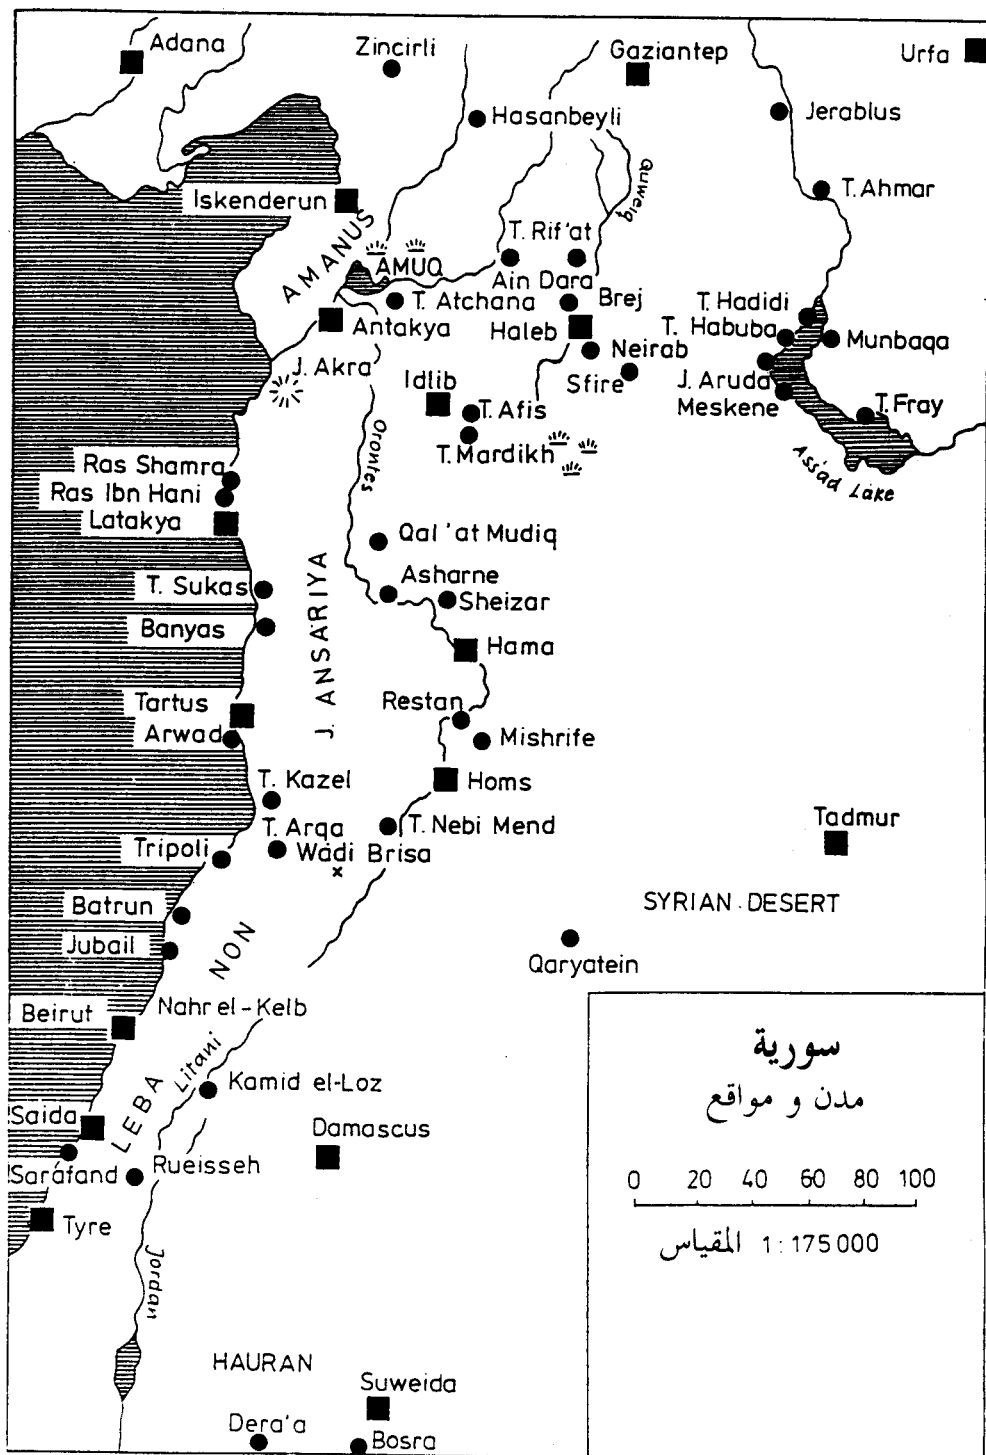 Adana
Zincirli
Gaziantep
Urfa
Hasanbeyli
Jerablus
Quweiq
T. Ahmar
Iskenderun
AMANUS
T. Rif'at
AMUQ
Ain Dara
T. Atchana
Brej
T. Hadidi
Antakya
Haleb
T. Habuba
Munbaqa
J. Akra
Neirab
Idlib
Sfire
J. Aruda
Meskene
T. Fray
T. Afis
Orontes
T. Mardikh
Assad Lake
Ras Shamra
Ras Ibn Hani
Latakya
Qal'at Mudiq
J. ANSARIYA
T. Sukas
Asharne
Sheizar
Banyas
Hama
Tartus
Restan
Arwad
Mishrife
T. Kazel
Homs
Tadmur
T. Arqa
T. Nebi Mend
Tripoli
Wadi Brisa
x
Batrun
SYRIAN DESERT
Jubail
LEBA NON
Qaryatein
Beirut
Nahr el-Kelb
Litani
Kamid el-Loz
Saida
Damascus
Sarafand
Rueisseh
Tyre
Jordan
HAURAN
Suweida
Dera'a
Bosra
سورية
مدن و مواقع
0 20 40 60 80 100
المقياس 1:175000